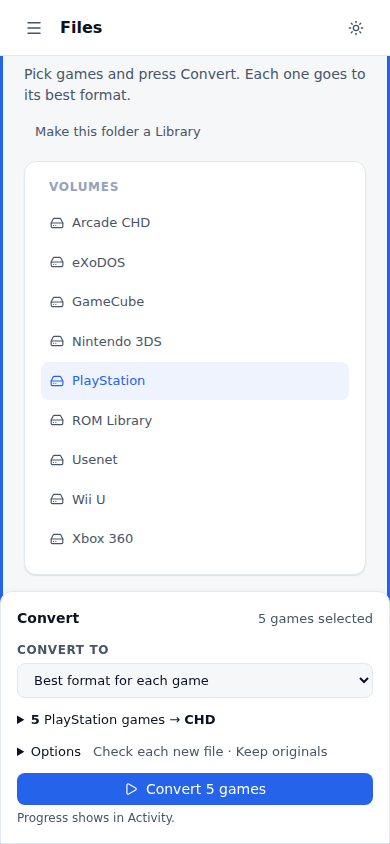 Files
Pick games and press Convert. Each one goes to
its best format.
Make this folder a Library
VOLUMES
Arcade CHD
eXoDOS
GameCube
Nintendo 3DS
PlayStation
ROM Library
Usenet
Wii U
Xbox 360
Convert 5 games selected
CONVERT TO
Best format for each game
5 PlayStation games → CHD
Options Check each new file · Keep originals
Convert 5 games
Progress shows in Activity.